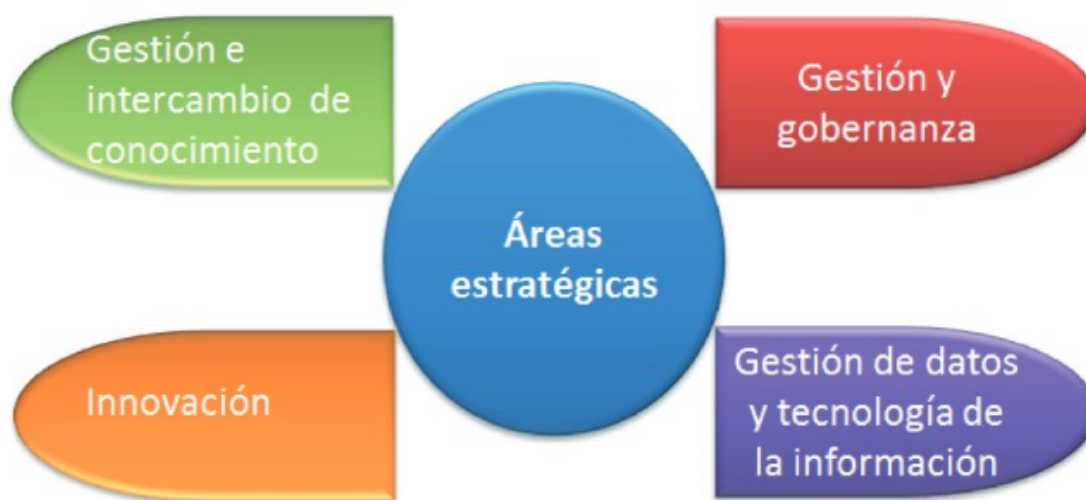 Gestión e
intercambio de
conocimiento
Gestión y
gobernanza
Áreas
estratégicas
Innovación
Gestión de datos
y tecnología de
la información